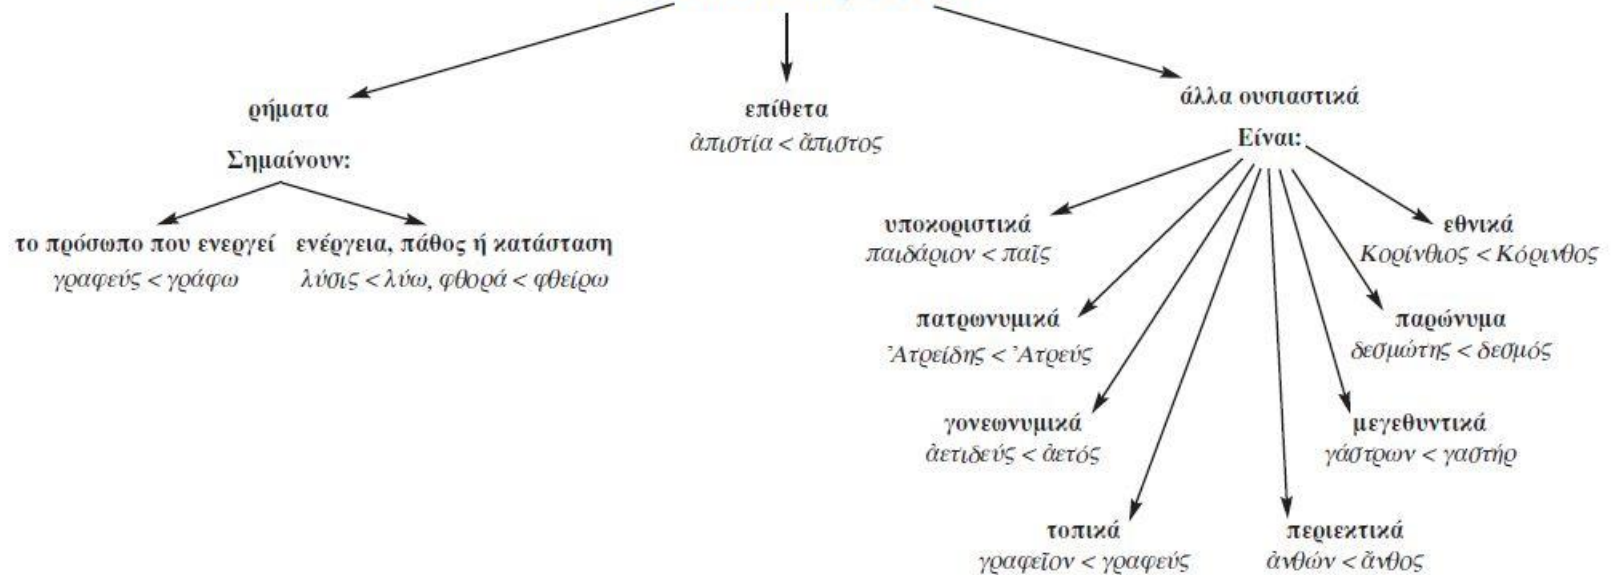 ρήματα
Σημαίνουν:
το πρόσωπο που ενεργεί
γραφεύς < γράφω
ενέργεια, πάθος ή κατάσταση
λύσις < λύω, φθορά < φθείρω
επίθετα
ἀπιστία < ἄπιστος
άλλα ουσιαστικά
Είναι:
υποκοριστικά
παιδάριον < παῖς
εθνικά
Κορίνθιος < Κόρινθος
πατρωνυμικά
Ἀτρείδης < Ἀτρεύς
παρώνυμα
δεσμώτης < δεσμός
γονεωνυμικά
ἀετιδεύς < ἀετός
μεγεθυντικά
γάστρων < γαστήρ
τοπικά
γραφεῖον < γραφεύς
περιεκτικά
ἀνθών < ἄνθος